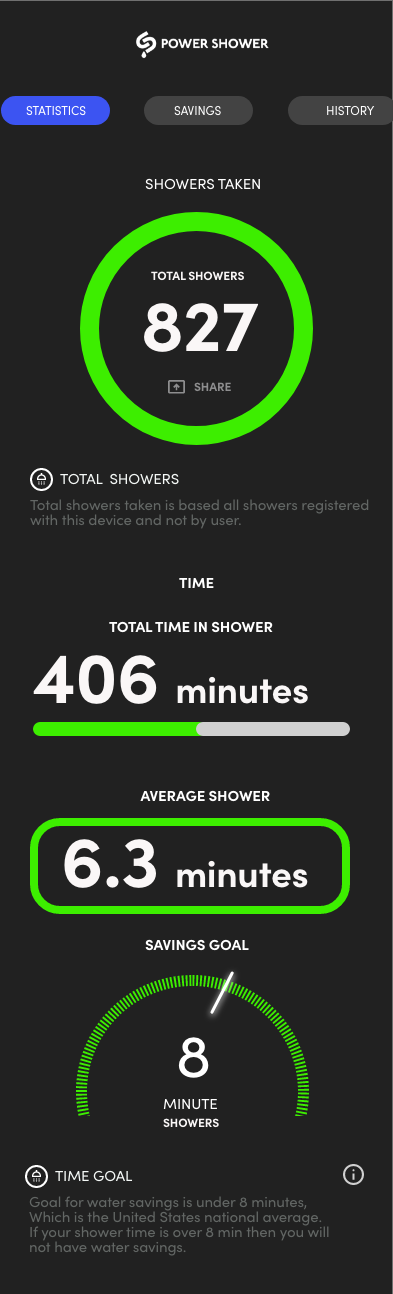 POWER SHOWER
STATISTICS
SAVINGS
HISTORY
SHOWERS TAKEN
TOTAL SHOWERS
827
SHARE
TOTAL SHOWERS
Total showers taken is based all showers registered
with this device and not by user.
TIME
TOTAL TIME IN SHOWER
406 minutes
AVERAGE SHOWER
6.3 minutes
SAVINGS GOAL
8
MINUTE
SHOWERS
TIME GOAL
Goal for water savings is under 8 minutes,
Which is the United States national average.
If your shower time is over 8 min then you will
not have water savings.